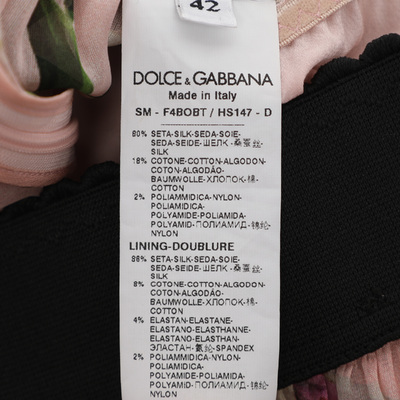 42
DOLCE & GABBANA
Made in Italy
SM - F4BOBT / HS147 - D
80% SETA-SILK-SEDA-SOIE-
SEDA-SEIDE-ШЕЛК -桑蚕丝-
SILK
18% COTONE-COTTON-ALGODON-
COTON-ALGODÃO-
BAUMWOLLE-ХЛОПОК-棉-
COTTON
2% POLIAMMIDICA-NYLON-
POLIAMIDICA-
POLYAMIDE-POLIAMIDA-
POLYAMID-ПОЛИАМИД-锦纶-
NYLON
LINING-DOUBLURE
86% SETA-SILK-SEDA-SOIE-
SEDA-SEIDE-ШЕЛК -桑蚕丝-
SILK
8% COTONE-COTTON-ALGODON-
COTON-ALGODÃO-
BAUMWOLLE-ХЛОПОК-棉-
COTTON
4% ELASTAN-ELASTANE-
ELASTANO-ELASTHANNE-
ELASTANO-ELASTHAN-
ЭЛАСТАН-氨纶-SPANDEX
2% POLIAMMIDICA-NYLON-
POLIAMIDICA-
POLYAMIDE-POLIAMIDA-
POLYAMID-ПОЛИАМИД-锦纶-
NYLON